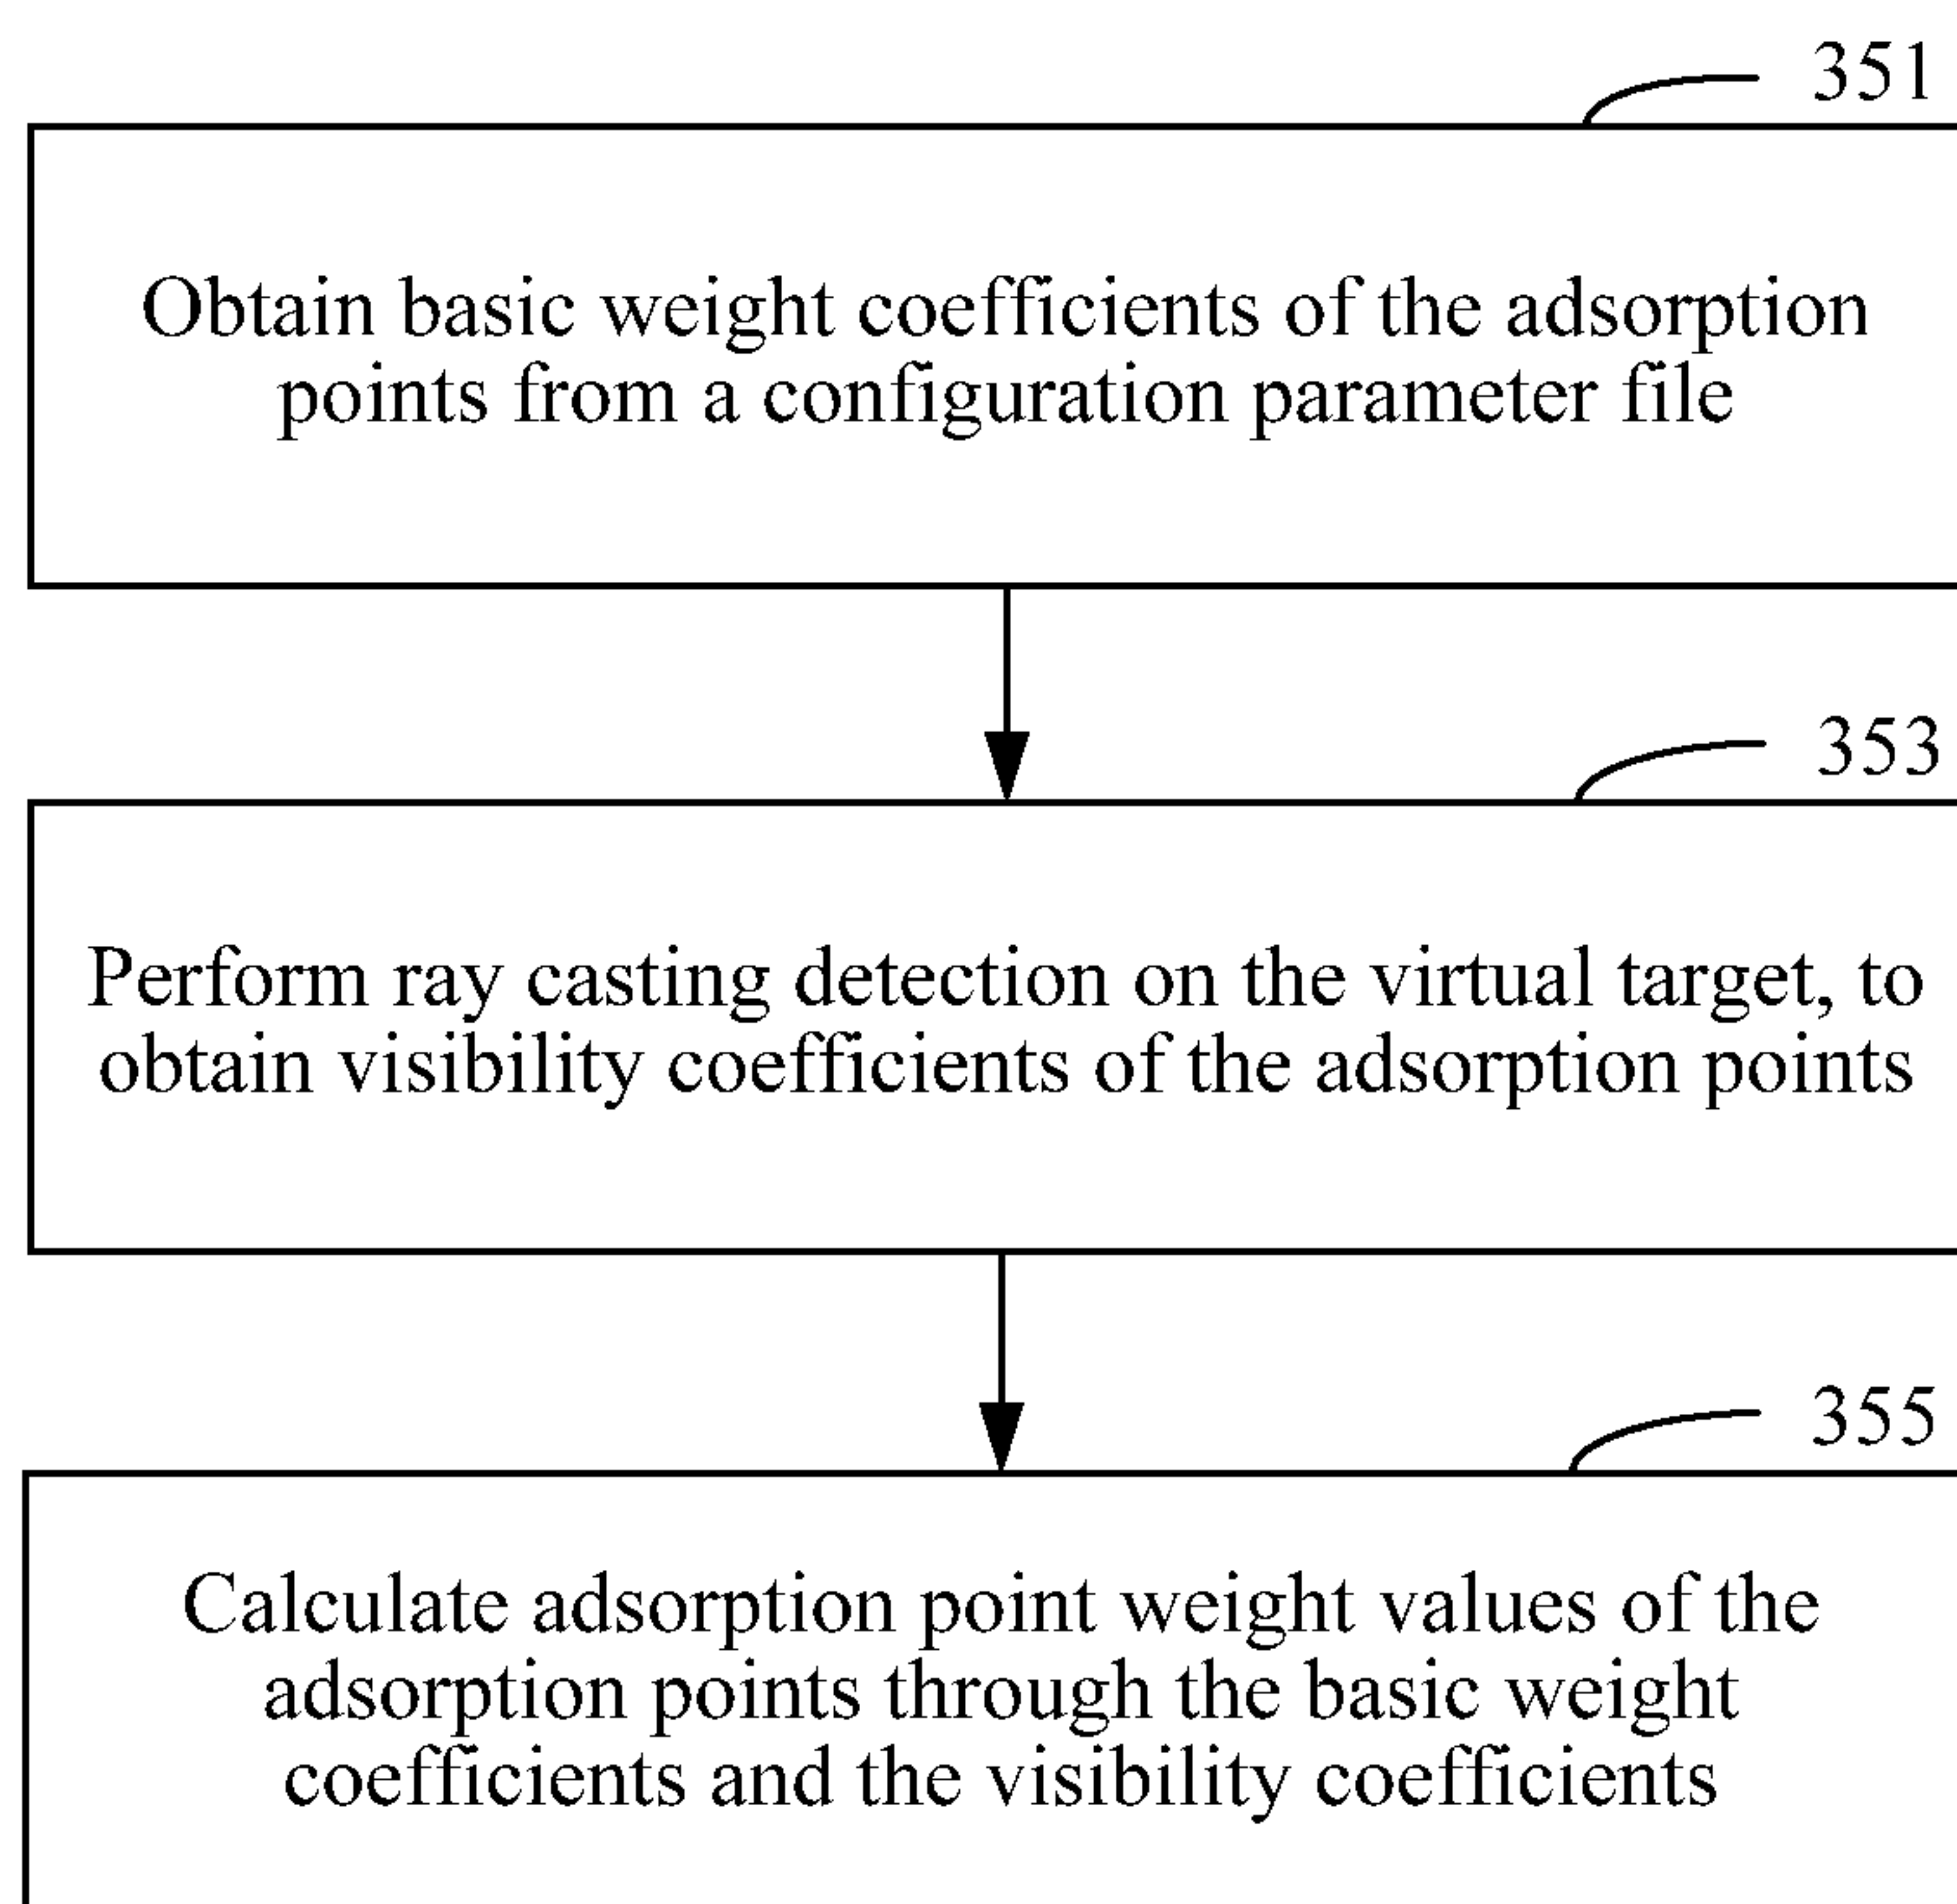 351
Obtain basic weight coefficients of the adsorption
points from a configuration parameter file
353
Perform ray casting detection on the virtual target, to
obtain visibility coefficients of the adsorption points
355
Calculate adsorption point weight values of the
adsorption points through the basic weight
coefficients and the visibility coefficients